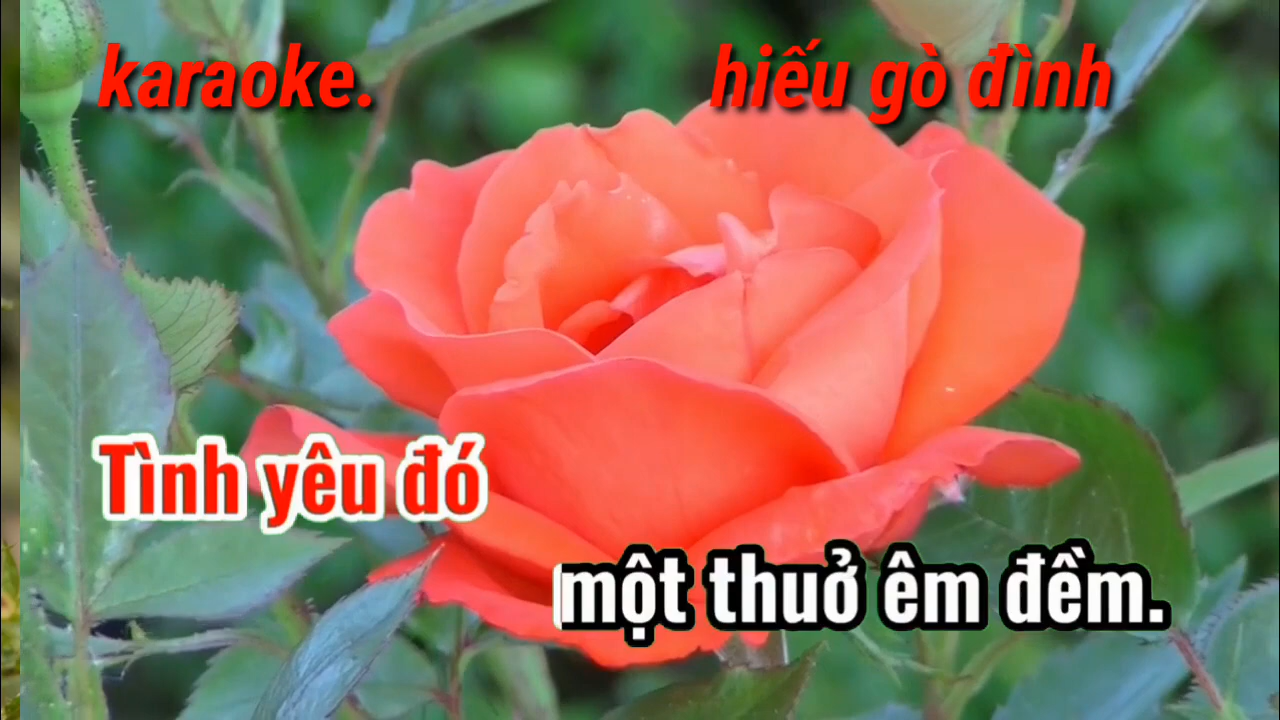 karaoke. hiếu gò đình
Tình yêu đó
một thuở êm đềm.